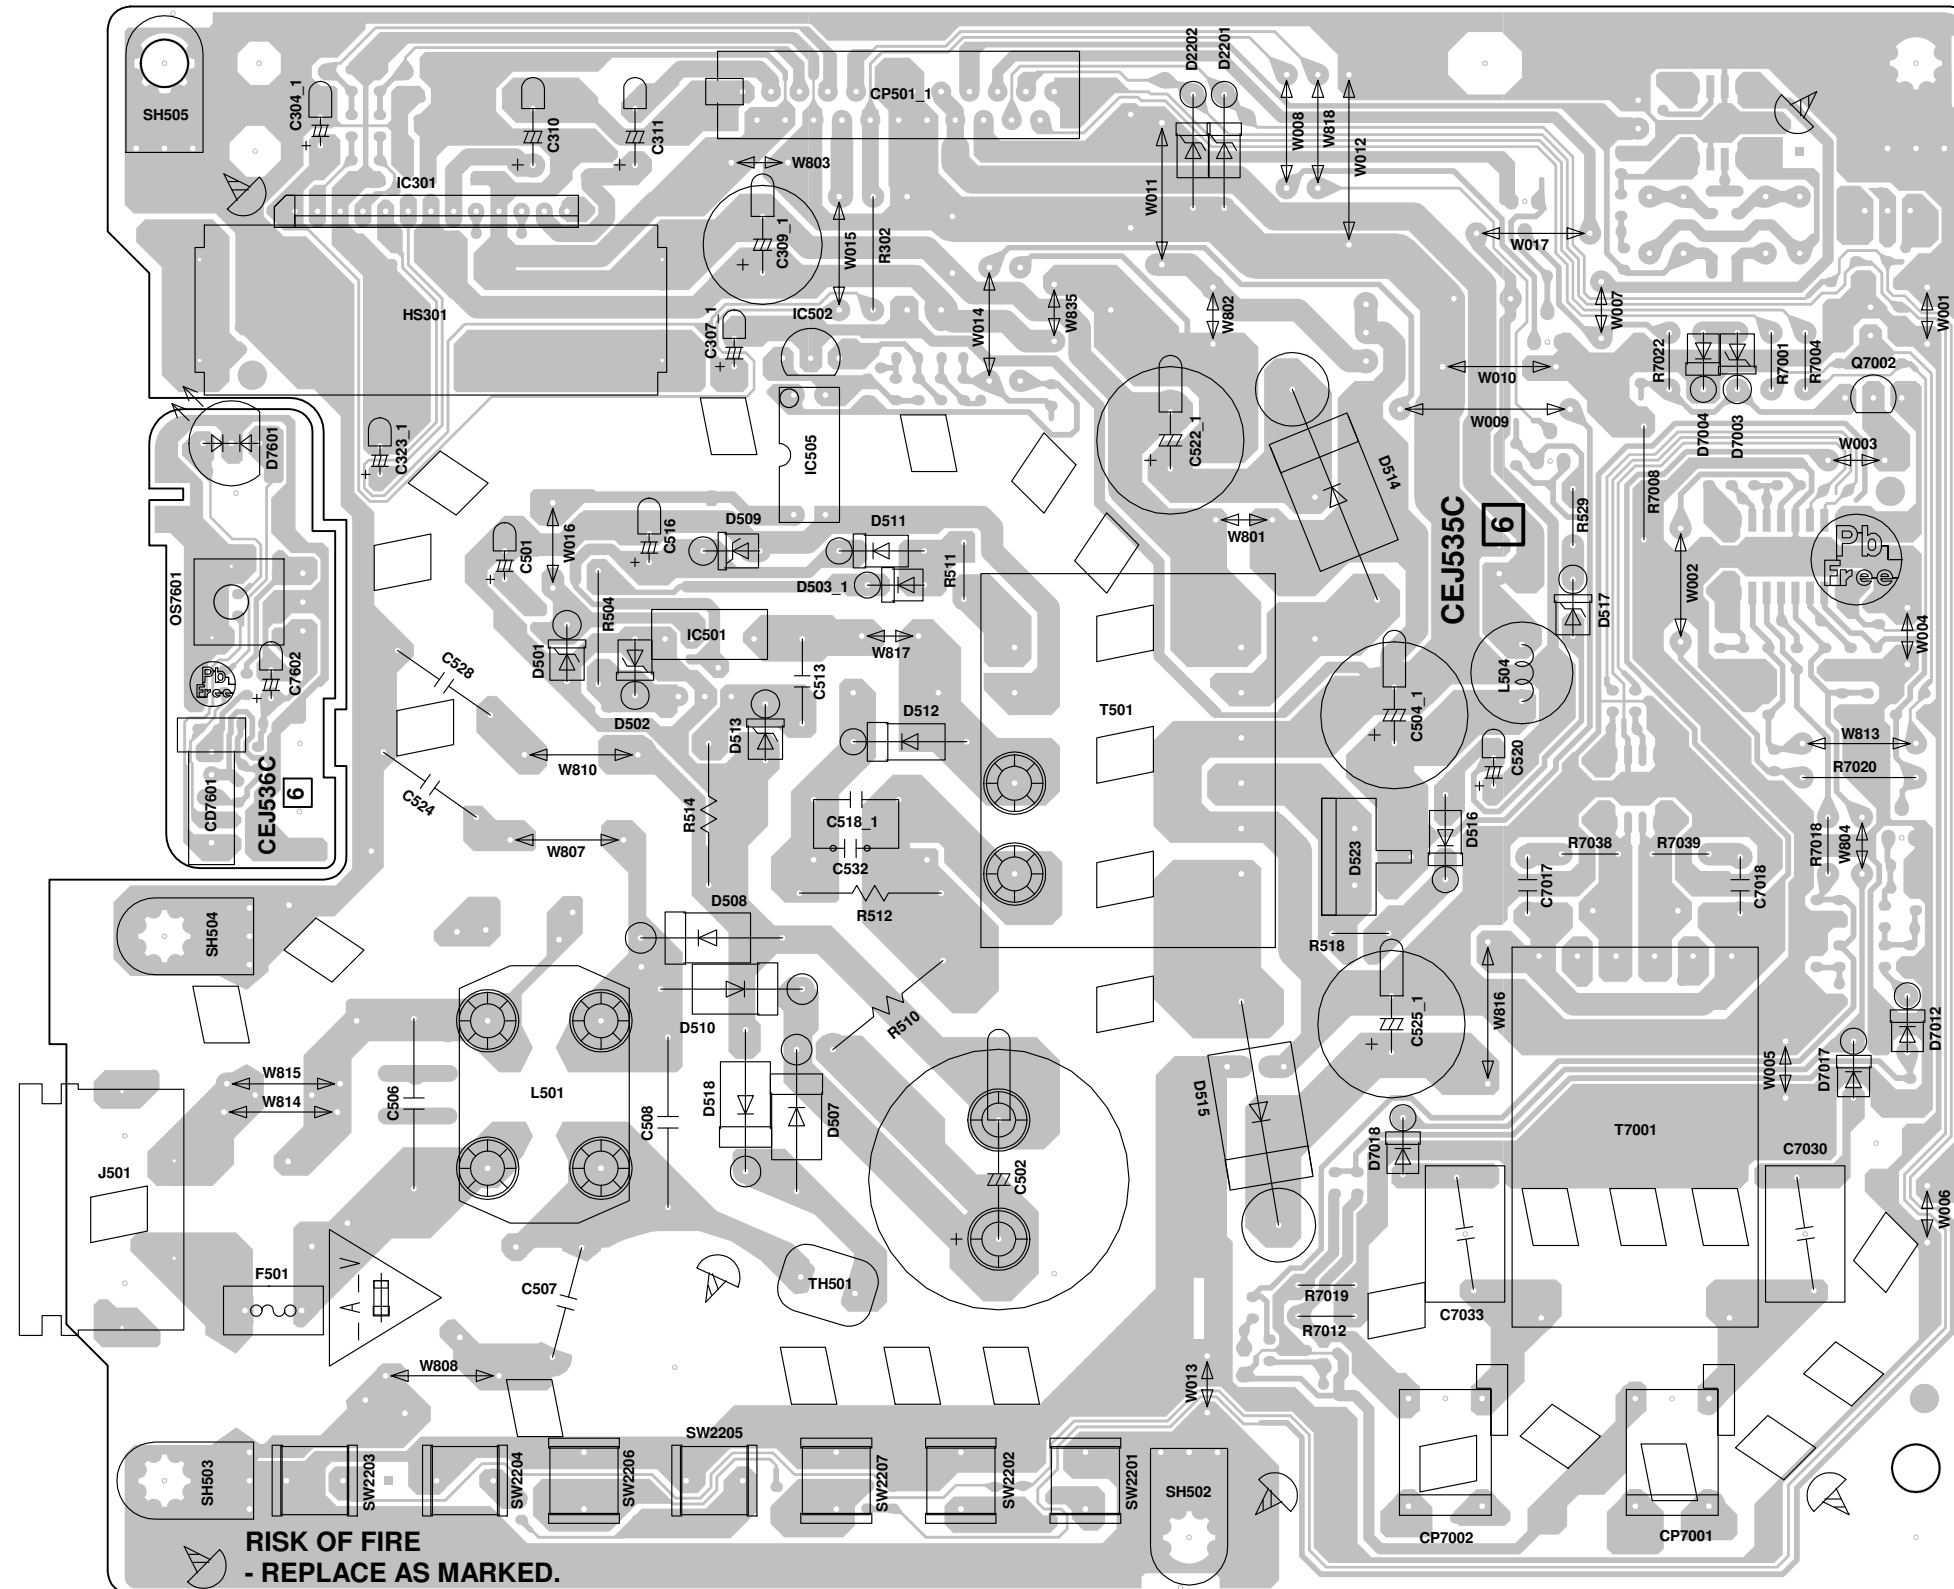 D2202
D2201
SH505
C304_1
C310
C311
CP501_1
W008
W818
W012
W803
W011
IC301
C309_1
W015
R302
W017
HS301
C307_1
IC502
W014
W835
W802
W007
W001
R7022
R7001
R7004
Q7002
W010
W009
D7004
D7003
D7601
C323_1
IC505
C522_1
D514
W003
R7008
CEJ535C
6
R529
C501
W016
C516
D509
D511
W801
Pb
Free
D503_1
R511
W002
OS7601
R504
IC501
D517
W004
D501
W817
C7602
Pb
Free
C528
C513
L504
D502
D513
D512
T501
C504_1
W813
C520
R7020
W810
C524
CD7601
CEJ536C
6
R514
C518_1
D516
W807
C532
D523
R7038
R7039
R7018
W804
C7017
C7018
R512
D508
SH504
R518
W816
D510
R510
C525_1
D7012
W005
D7017
W815
W814
C506
L501
C508
D518
D507
D515
D7018
T7001
C7030
J501
C502
W006
V
A
F501
C507
TH501
R7019
R7012
C7033
W808
W013
SW2205
SH503
SW2203
SW2204
SW2206
SW2207
SW2202
SW2201
SH502
CP7002
CP7001
RISK OF FIRE
- REPLACE AS MARKED.